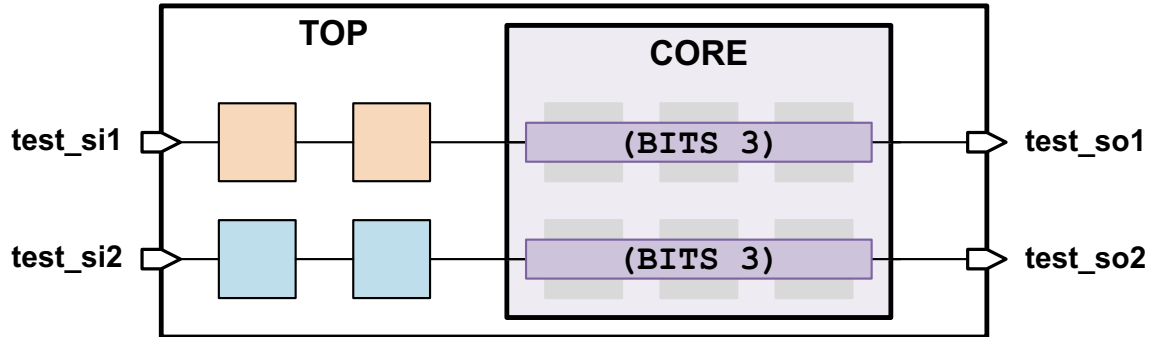 TOP
CORE
test_si1
(BITS 3)
test_so1
test_si2
(BITS 3)
test_so2